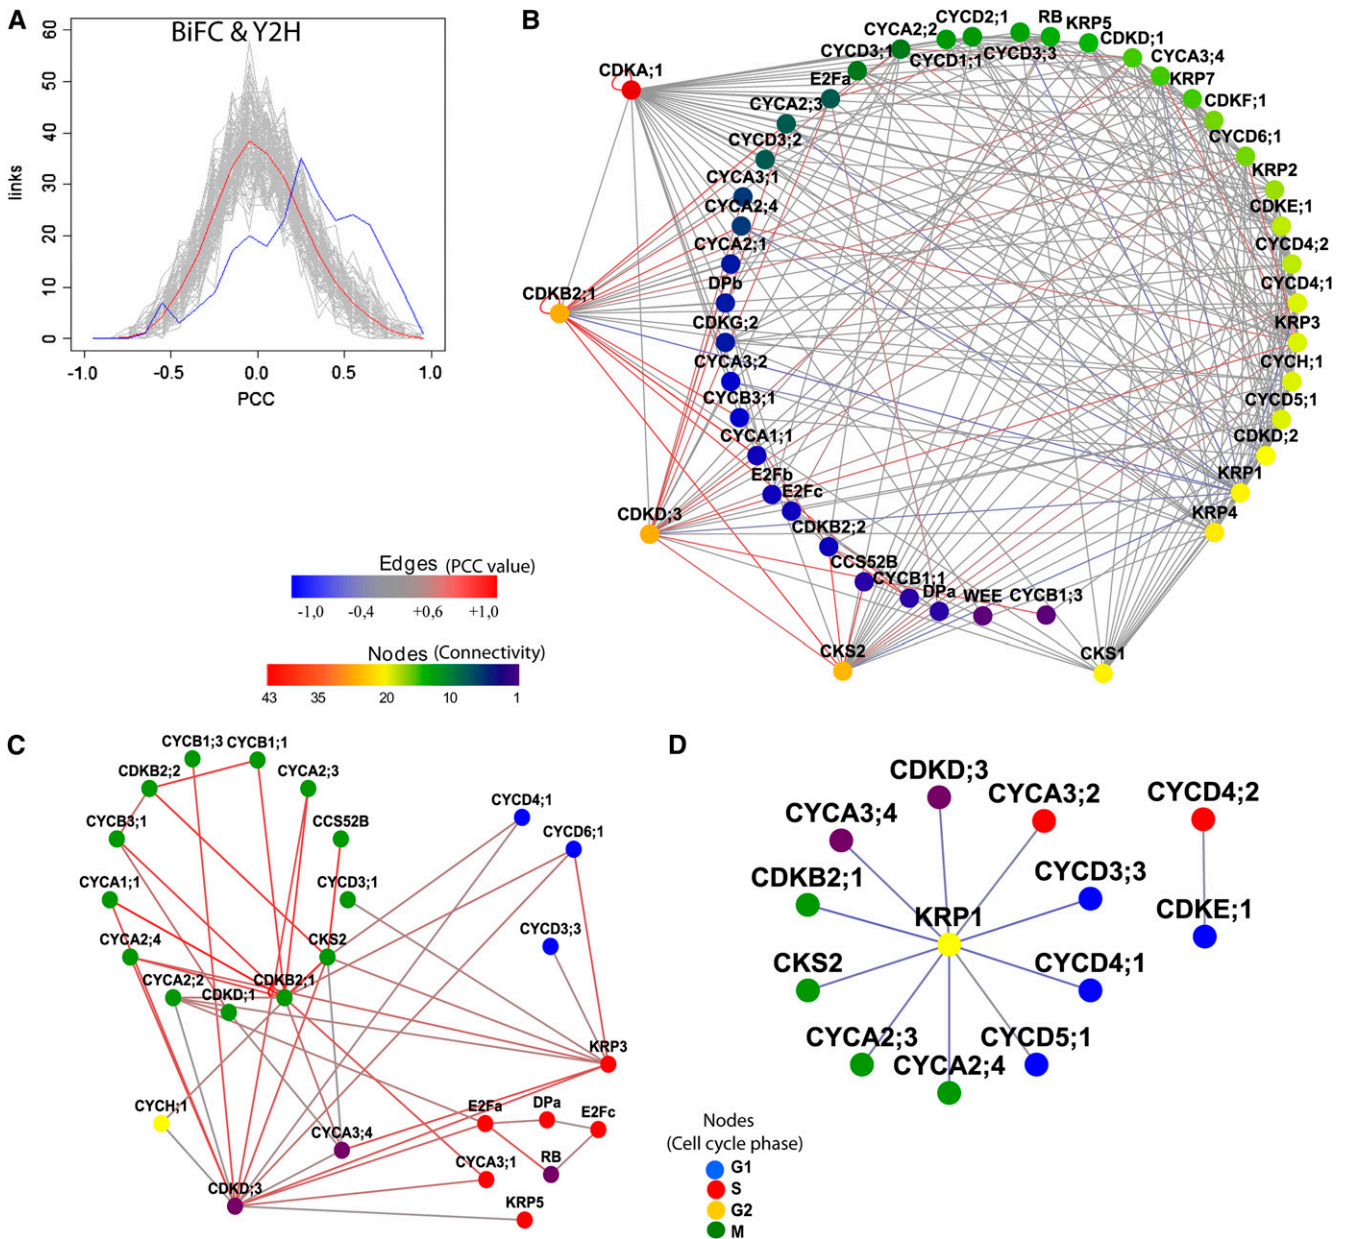 A
BiFC & Y2H
60
50
40
30
20
10
0
links
-1.0
-0.5
0.0
0.5
1.0
PCC
B
CDKA;1
CYCD3;1
CYCA2;2
CYCD2;1
CYCD1;1
CYCD3;3
RB
KRP5
CDKD;1
CYCA3;4
KRP7
CDKF;1
CYCD6;1
KRP2
CDKE;1
CYCD4;2
CYCD4;1
KRP3
CYCH;1
CYCD5;1
CDKD;2
KRP1
KRP4
CKS1
E2Fa
CYCA2;3
CYCD3;2
CYCA3;1
CYCA2;4
CYCA2;1
DPb
CDKB2;1
CDKG;2
CYCA3;2
CYCB3;1
CYCA1;1
E2Fb
E2Fc
CDKD;3
CDKB2;2
CCS52B
CYCB1;1
DPa
WEE
CYCB1;3
CKS2
Edges (PCC value)
-1,0
-0,4
+0,6
+1,0
Nodes (Connectivity)
43
35
20
10
1
C
CYCB1;3
CYCB1;1
CDKB2;2
CYCA2;3
CYCB3;1
CCS52B
CYCD4;1
CYCD6;1
CYCA1;1
CYCD3;1
CYCA2;4
CKS2
CYCD3;3
CYCA2;2
CDKD;1
CDKB2;1
KRP3
CYCH;1
CYCA3;4
E2Fa
DPa
E2Fc
CDKD;3
CYCA3;1
RB
KRP5
D
CDKD;3
CYCA3;4
CYCA3;2
CYCD4;2
CDKB2;1
CYCD3;3
KRP1
CDKE;1
CKS2
CYCD4;1
CYCA2;3
CYCD5;1
CYCA2;4
Nodes
(Cell cycle phase)
G1
S
G2
M